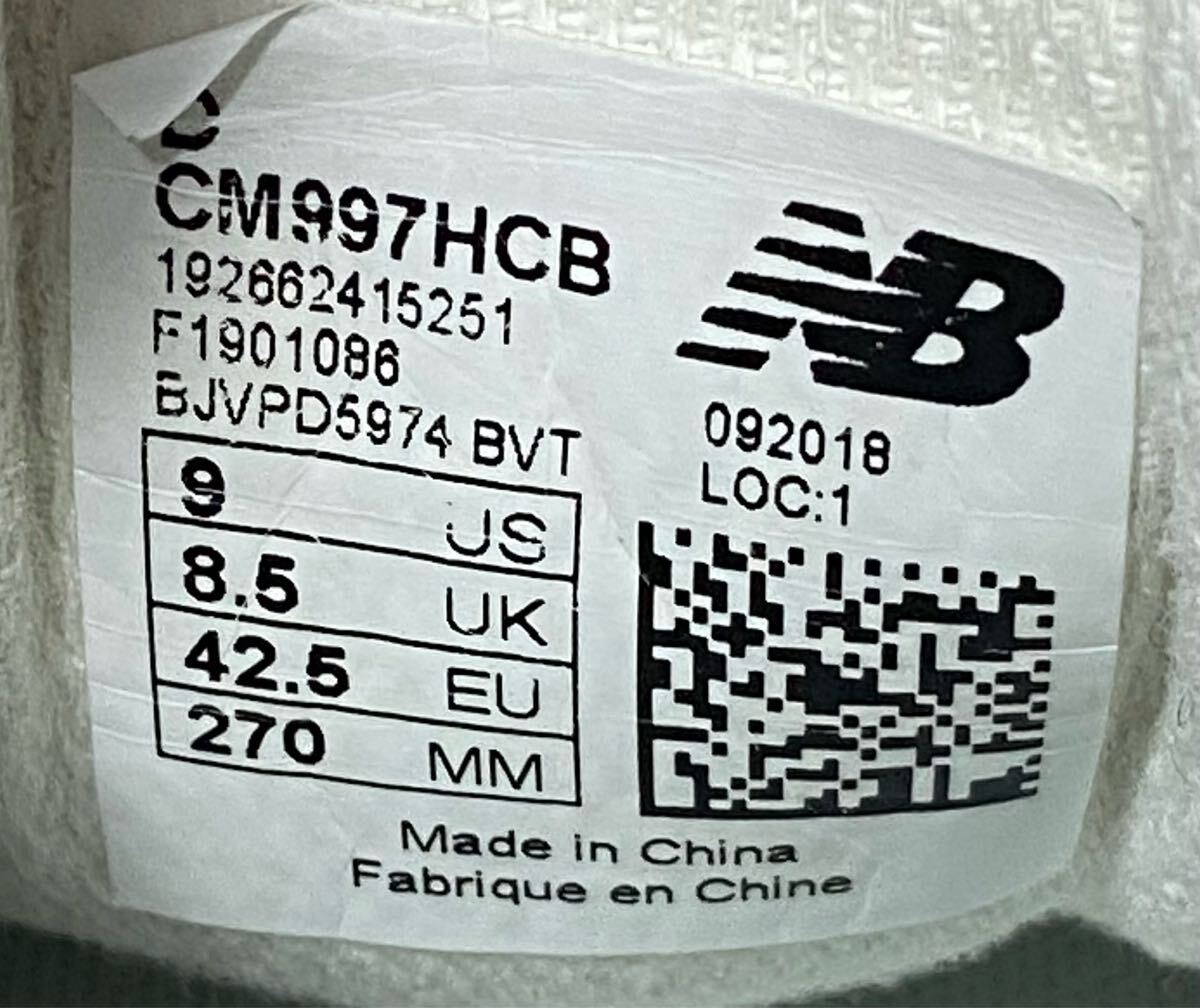 D
CM997HCB
192662415251
F1901086
BJVPD5974 BVT
NB
092018
LOC:1
9 US
8.5 UK
42.5 EU
270 MM
Made in China
Fabrique en Chine